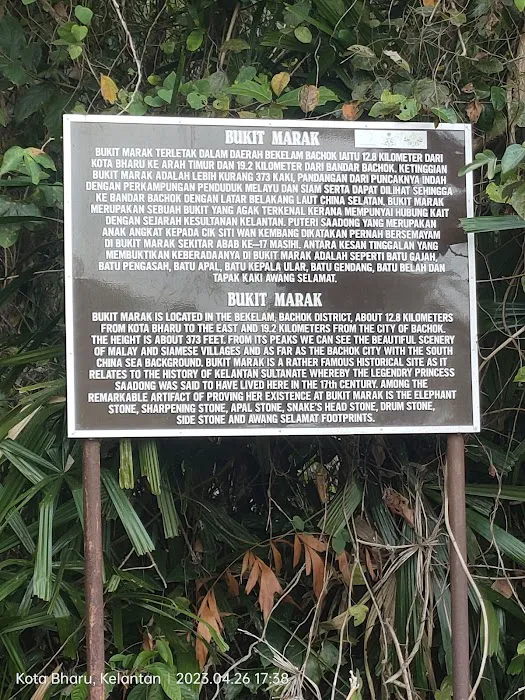 BUKIT MARAK
BUKIT MARAK TERLETAK DALAM DAERAH BEKELAM BACHOK IAITU 12.8 KILOMETER DARI
KOTA BHARU KE ARAH TIMUR DAN 19.2 KILOMETER DARI BANDAR BACHOK. KETINGGIAN
BUKIT MARAK ADALAH LEBIH KURANG 373 KAKI, PANDANGAN DARI PUNCAKNYA INDAH
DENGAN PERKAMPUNGAN PENDUDUK MELAYU DAN SIAM SERTA DAPAT DILIHAT SEHINGGA
KE BANDAR BACHOK DENGAN LATAR BELAKANG LAUT CHINA SELATAN. BUKIT MARAK
MERUPAKAN SEBUAH BUKIT YANG AGAK TERKENAL KERANA MEMPUNYAI HUBUNG KAIT
DENGAN SEJARAH KESULTANAN KELANTAN. PUTERI SAADONG YANG MERUPAKAN
ANAK ANGKAT KEPADA CIK SITI WAN KEMBANG DIKATAKAN PERNAH BERSEMAYAM
DI BUKIT MARAK SEKITAR ABAB KE-17 MASIHI. ANTARA KESAN TINGGALAN YANG
MEMBUKTIKAN KEBERADAANYA DI BUKIT MARAK ADALAH SEPERTI BATU GAJAH,
BATU PENGASAH, BATU APAL, BATU KEPALA ULAR, BATU GENDANG, BATU BELAH DAN
TAPAK KAKI AWANG SELAMAT.
BUKIT MARAK
BUKIT MARAK IS LOCATED IN THE BEKELAM, BACHOK DISTRICT, ABOUT 12.8 KILOMETERS
FROM KOTA BHARU TO THE EAST AND 19.2 KILOMETERS FROM THE CITY OF BACHOK.
THE HEIGHT IS ABOUT 373 FEET. FROM ITS PEAKS WE CAN SEE THE BEAUTIFUL SCENERY
OF MALAY AND SIAMESE VILLAGES AND AS FAR AS THE BACHOK CITY WITH THE SOUTH
CHINA SEA BACKGROUND. BUKIT MARAK IS A RATHER FAMOUS HISTORICAL SITE AS IT
RELATES TO THE HISTORY OF KELANTAN SULTANATE WHEREBY THE LEGENDRY PRINCESS
SAADONG WAS SAID TO HAVE LIVED HERE IN THE 17th CENTURY. AMONG THE
REMARKABLE ARTIFACT OF PROVING HER EXISTENCE AT BUKIT MARAK IS THE ELEPHANT
STONE, SHARPENING STONE, APAL STONE, SNAKE'S HEAD STONE, DRUM STONE,
SIDE STONE AND AWANG SELAMAT FOOTPRINTS.
Kota Bharu, Kelantan | 2023.04.26 17:38